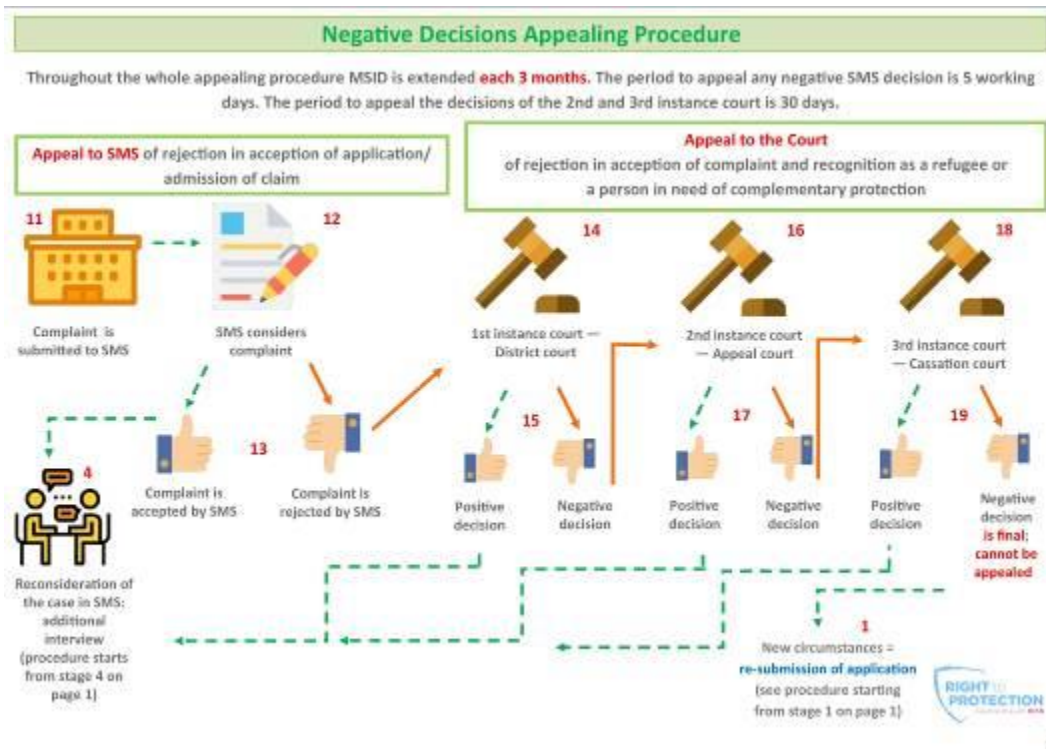 Negative Decisions Appealing Procedure
Throughout the whole appealing procedure MSID is extended each 3 months. The period to appeal any negative SMS decision is 5 working
days. The period to appeal the decisions of the 2nd and 3rd instance court is 30 days.
Appeal to SMS of rejection in acception of application/
admission of claim
Appeal to the Court
of rejection in acception of complaint and recognition as a refugee or
a person in need of complementary protection
11
12
14
16
18
Complaint is
submitted to SMS
SMS considers
complaint
1st instance court —
District court
2nd instance court
— Appeal court
3rd instance court
— Cassation court
13
15
17
19
4
Complaint is
accepted by SMS
Complaint is
rejected by SMS
Positive
decision
Negative
decision
Positive
decision
Negative
decision
Positive
decision
Negative
decision
is final;
cannot be
appealed
Reconsideration of
the case in SMS:
additional
interview
(procedure starts
from stage 4 on
page 1)
1
New circumstances =
re-submission of application
(see procedure starting
from stage 1 on page 1)
RIGHT TO
PROTECTION